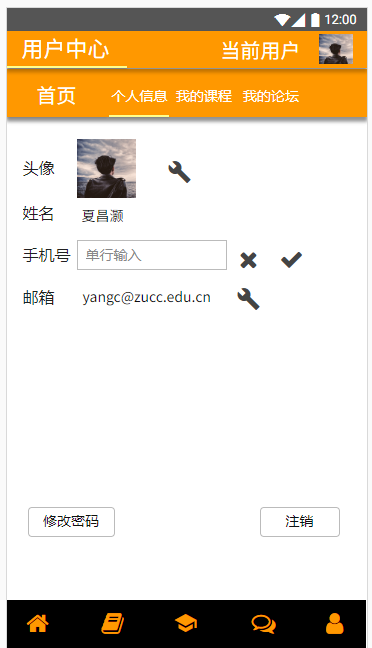 12:00
用户中心 当前用户
首页 个人信息 我的课程 我的论坛
头像
姓名 夏昌灏
手机号 单行输入
邮箱 yangc@zucc.edu.cn
修改密码 注销